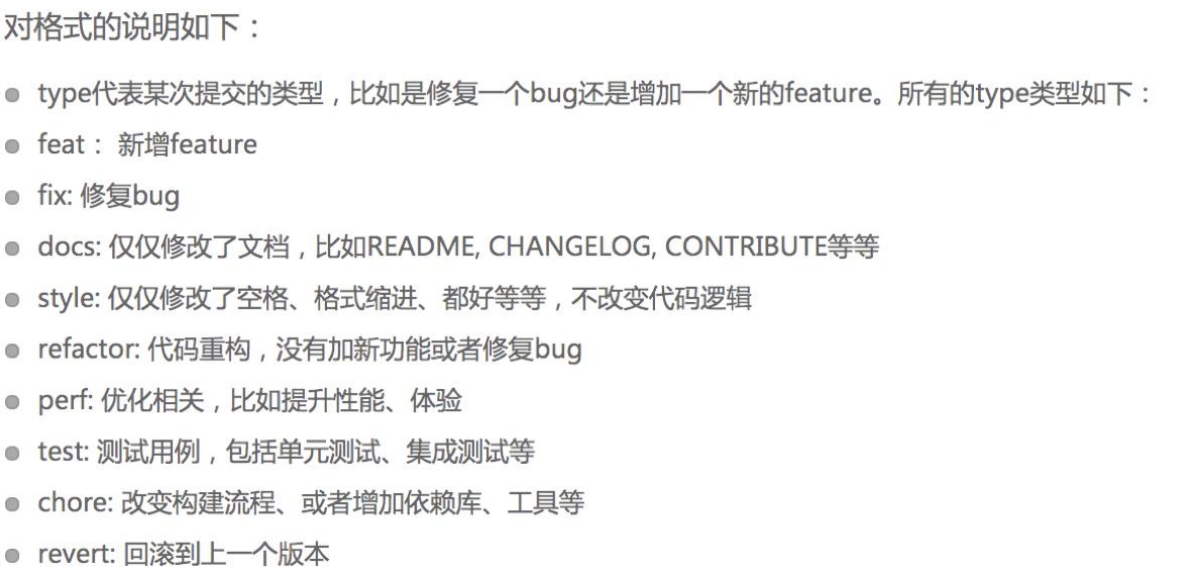 对格式的说明如下：
type代表某次提交的类型，比如是修复一个bug还是增加一个新的feature。所有的type类型如下：
feat： 新增feature
fix: 修复bug
docs: 仅仅修改了文档，比如README, CHANGELOG, CONTRIBUTE等等
style: 仅仅修改了空格、格式缩进、都好等等，不改变代码逻辑
refactor: 代码重构，没有加新功能或者修复bug
perf: 优化相关，比如提升性能、体验
test: 测试用例，包括单元测试、集成测试等
chore: 改变构建流程、或者增加依赖库、工具等
revert: 回滚到上一个版本